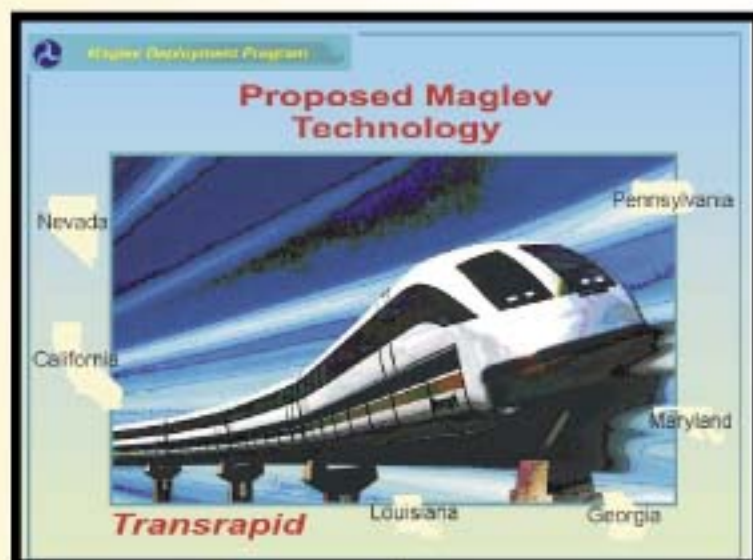 Maglev Deployment Program
Proposed Maglev
Technology
Nevada
Pennsylvania
California
Maryland
Louisiana
Georgia
Transrapid